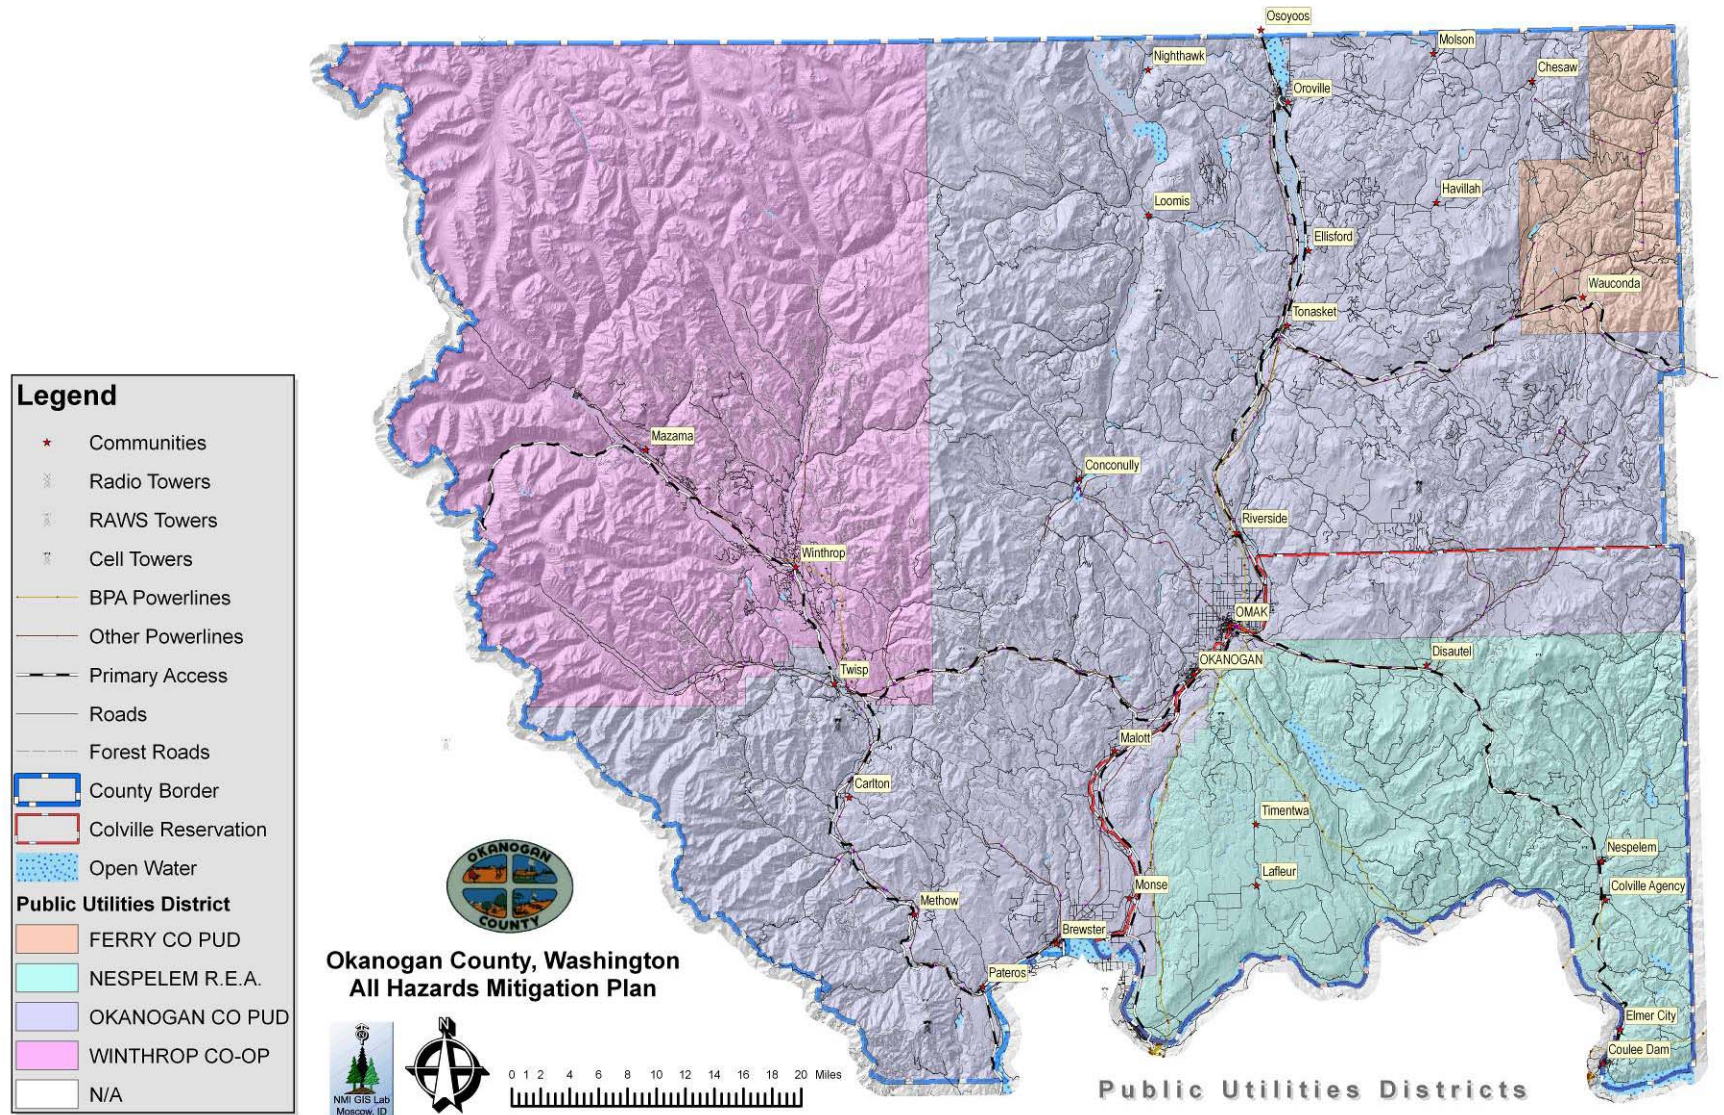 Osoyoos
Molson
Nighthawk
Chesaw
Oroville
Havillah
Loomis
Ellisford
Wauconda
Tonasket
Legend
Communities
Radio Towers
RAWS Towers
Cell Towers
BPA Powerlines
Other Powerlines
Primary Access
Roads
Forest Roads
County Border
Colville Reservation
Open Water
Public Utilities District
FERRY CO PUD
NESPELEM R.E.A.
OKANOGAN CO PUD
WINTHROP CO-OP
N/A
Mazama
Conconully
Riverside
Winthrop
OMAK
Disautel
OKANOGAN
Twisp
Malott
Carlton
Timentwa
Nespelem
Lafleur
Colville Agency
Monse
Methow
Brewster
Pateros
Elmer City
Coulee Dam
OKANOGAN
COUNTY
Okanogan County, Washington
All Hazards Mitigation Plan
N
N
NMI GIS Lab
Moscow, ID
0 1 2 4 6 8 10 12 14 16 18 20 Miles
Public Utilities Districts